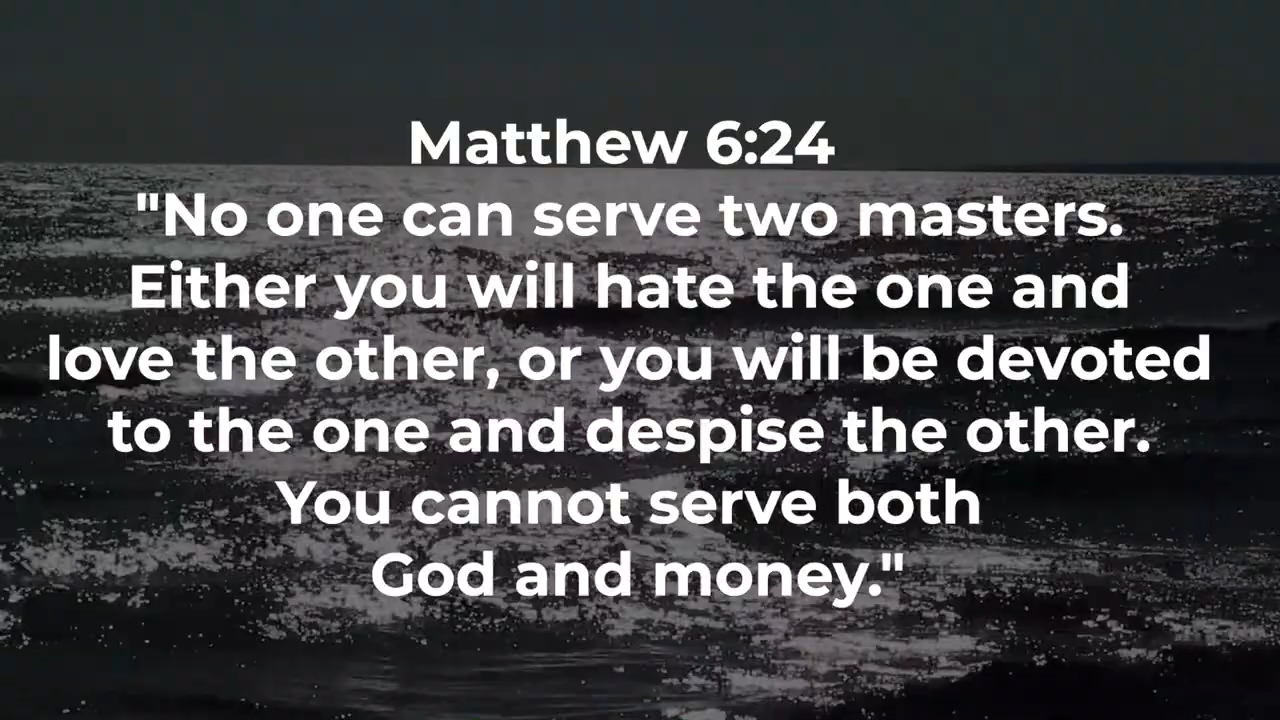 Matthew 6:24
"No one can serve two masters.
Either you will hate the one and
love the other, or you will be devoted
to the one and despise the other.
You cannot serve both
God and money."